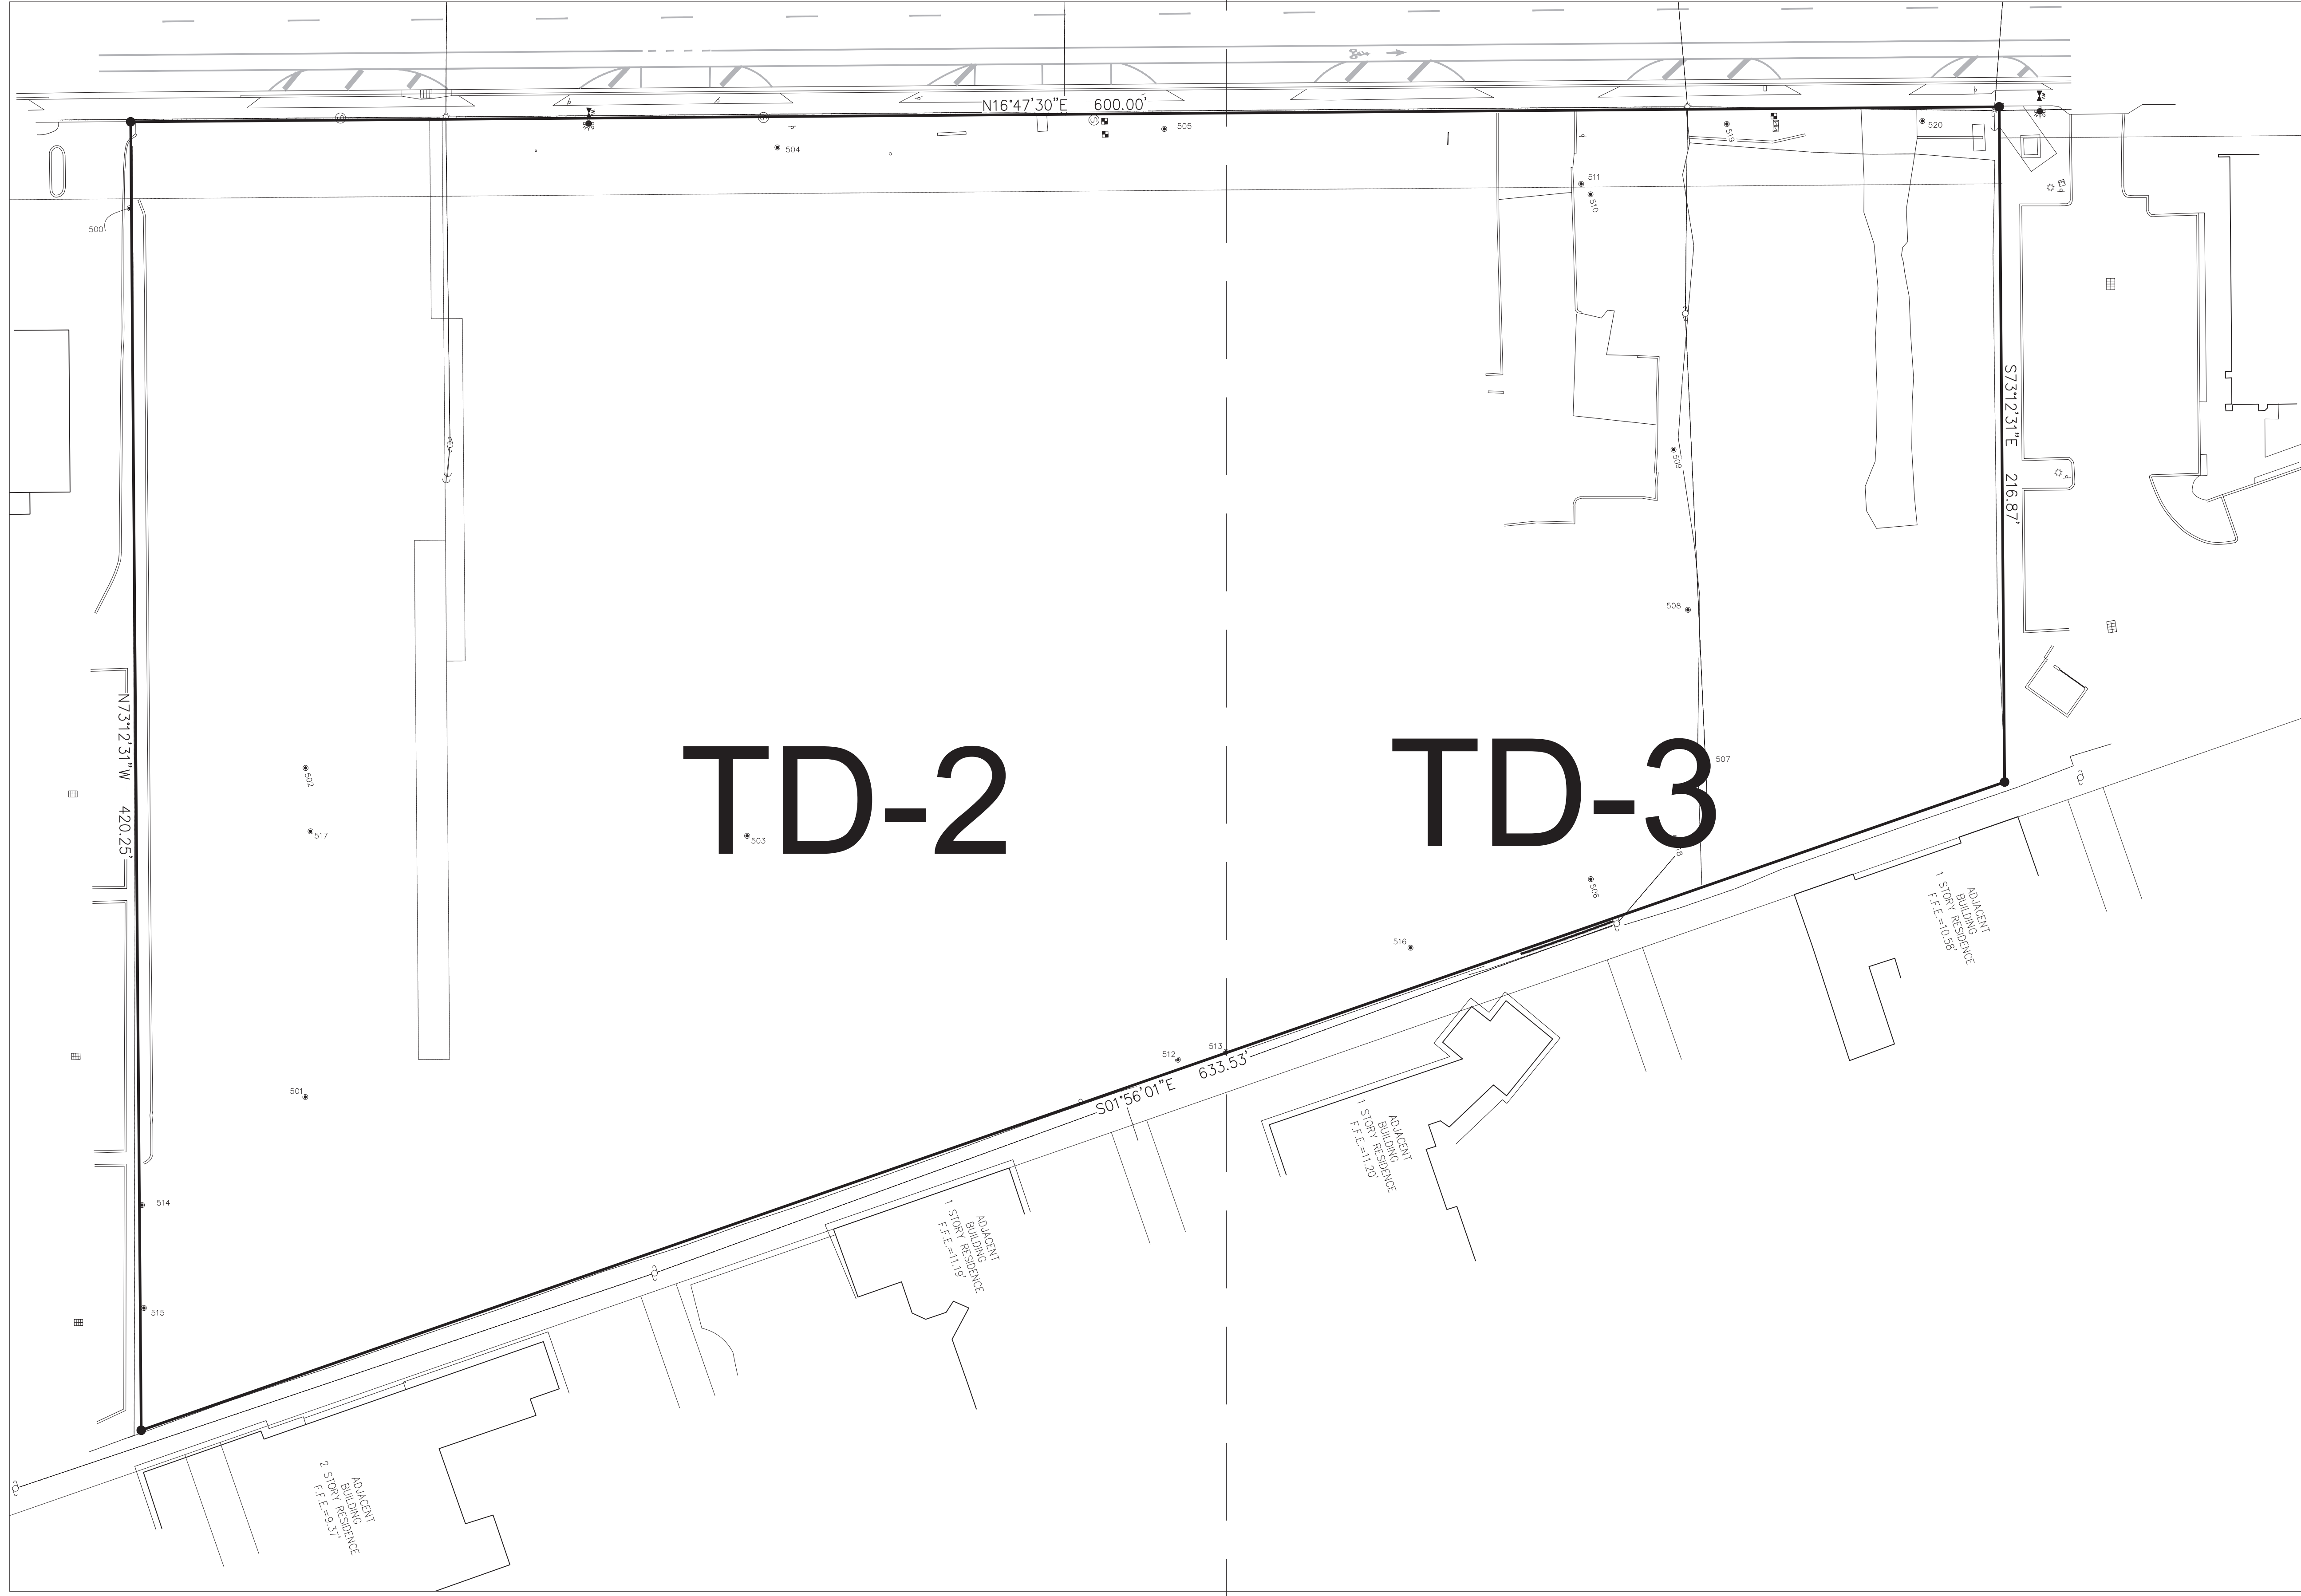 N16°47'30"E 600.00'
505
504
519
520
511
510
500
S73°12'31"E 216.87'
509
508
N73°12'31"W 420.25'
TD-2
TD-3
507
502
517
503
18
506
516
ADJACENT
BUILDING
1 STORY RESIDENCE
F.F.E.=10.58'
512
513
S01°56'01"E 633.53'
501
ADJACENT
BUILDING
1 STORY RESIDENCE
F.F.E.=11.20'
514
ADJACENT
BUILDING
1 STORY RESIDENCE
F.F.E.=11.19'
515
ADJACENT
BUILDING
2 STORY RESIDENCE
F.F.E.=9.37'